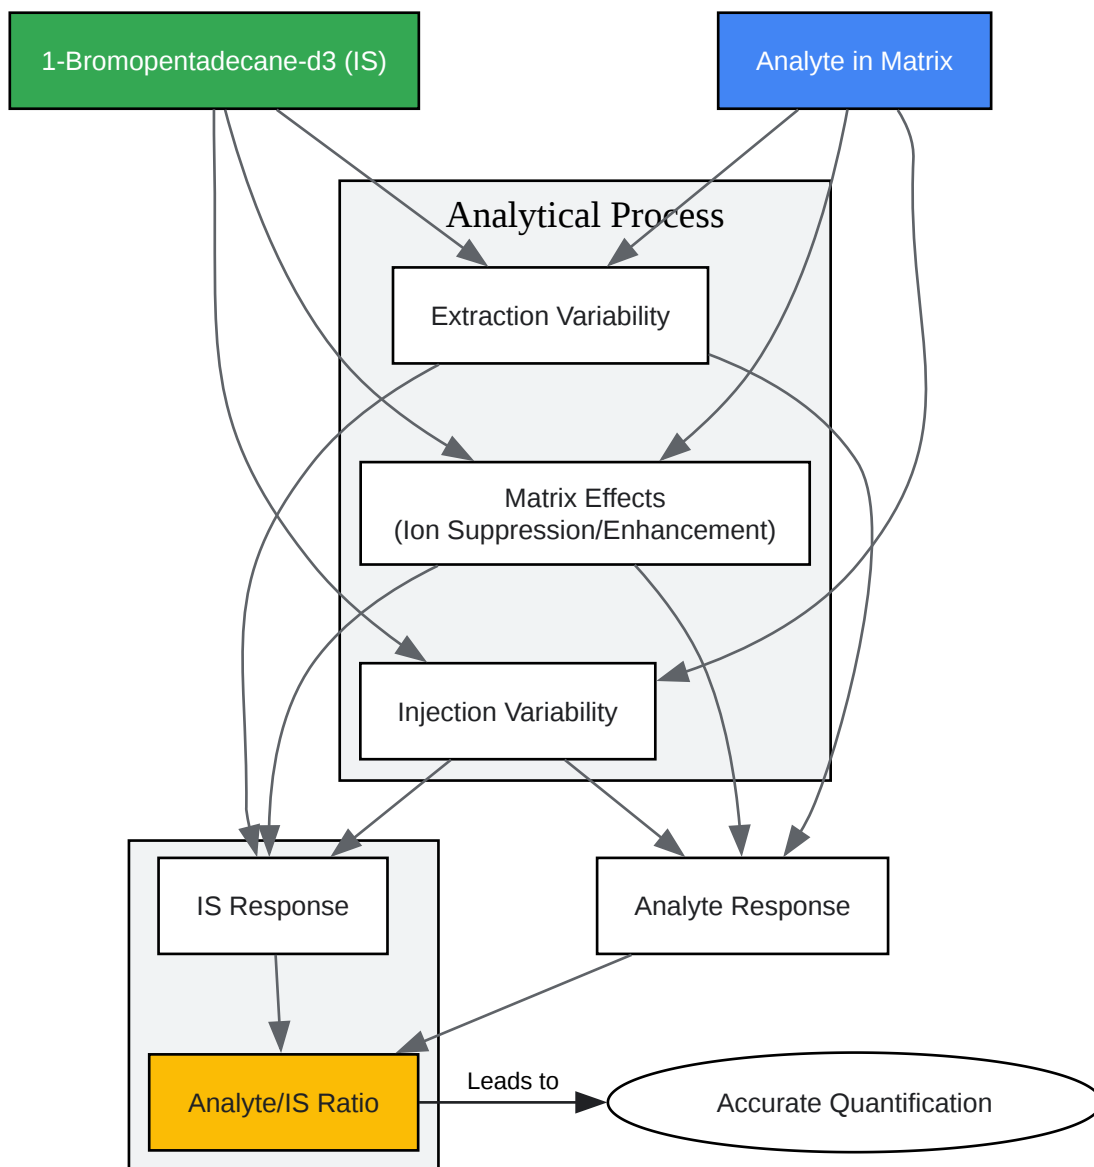 1-Bromopentadecane-d3 (IS)
Analyte in Matrix
Analytical Process
Extraction Variability
Matrix Effects
(Ion Suppression/Enhancement)
Injection Variability
IS Response
Analyte Response
Analyte/IS Ratio
Leads to
Accurate Quantification